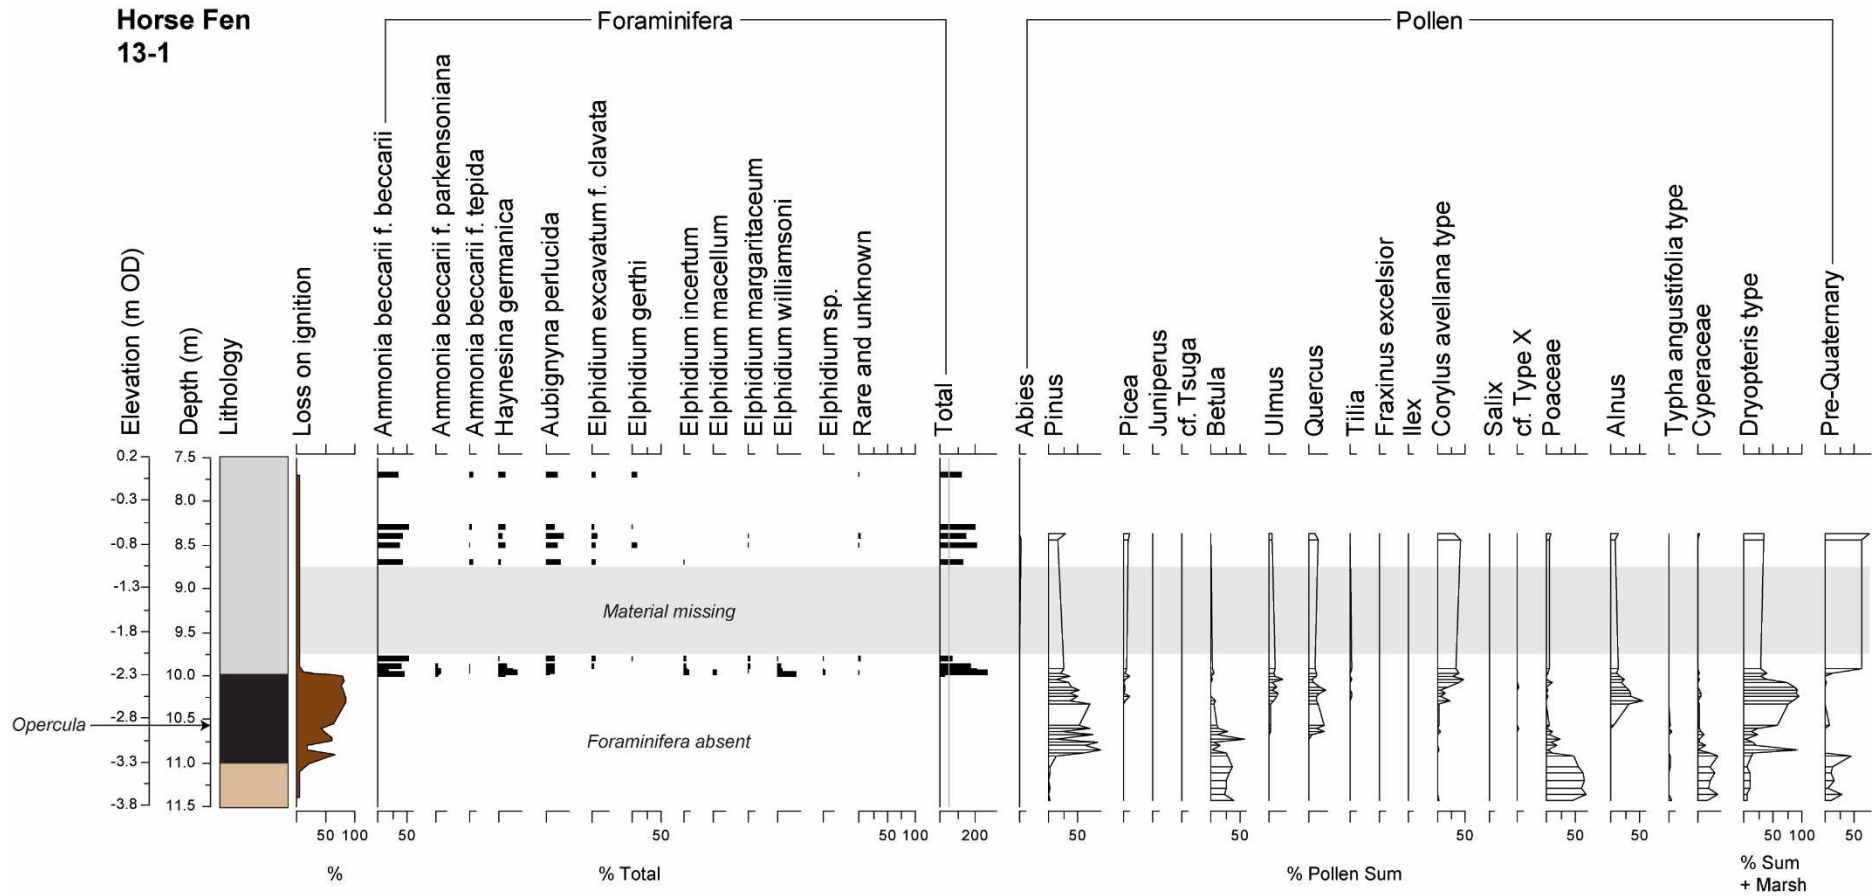 Horse Fen
13-1
Foraminifera
Pollen
Elevation (m OD)
Depth (m)
Lithology
Loss on ignition
Ammonia beccarii f. beccarii
Ammonia beccarii f. parkensoniana
Ammonia beccarii f. tepida
Haynesina germanica
Aubignyna perlucida
Elphidium excavatum f. clavata
Elphidium gerthi
Elphidium incertum
Elphidium macellum
Elphidium margaritaceum
Elphidium williamsoni
Elphidium sp.
Rare and unknown
Total
Abies
Pinus
Picea
Juniperus
cf. Tsuga
Betula
Ulmus
Quercus
Tilia
Fraxinus excelsior
Ilex
Corylus avellana type
Salix
cf. Type X
Poaceae
Alnus
Typha angustifolia type
Cyperaceae
Dryopteris type
Pre-Quaternary
0.2 7.5
8.0
-0.3
-0.8 8.5
-1.3 9.0
Material missing
-1.8 9.5
-2.3 10.0
-2.8 10.5
Opercula
Foraminifera absent
-3.3 11.0
-3.8 11.5
50 100 50 50 50 100 200 50 50 50 50 50 50 100 50
% % Total % Pollen Sum % Sum
+ Marsh